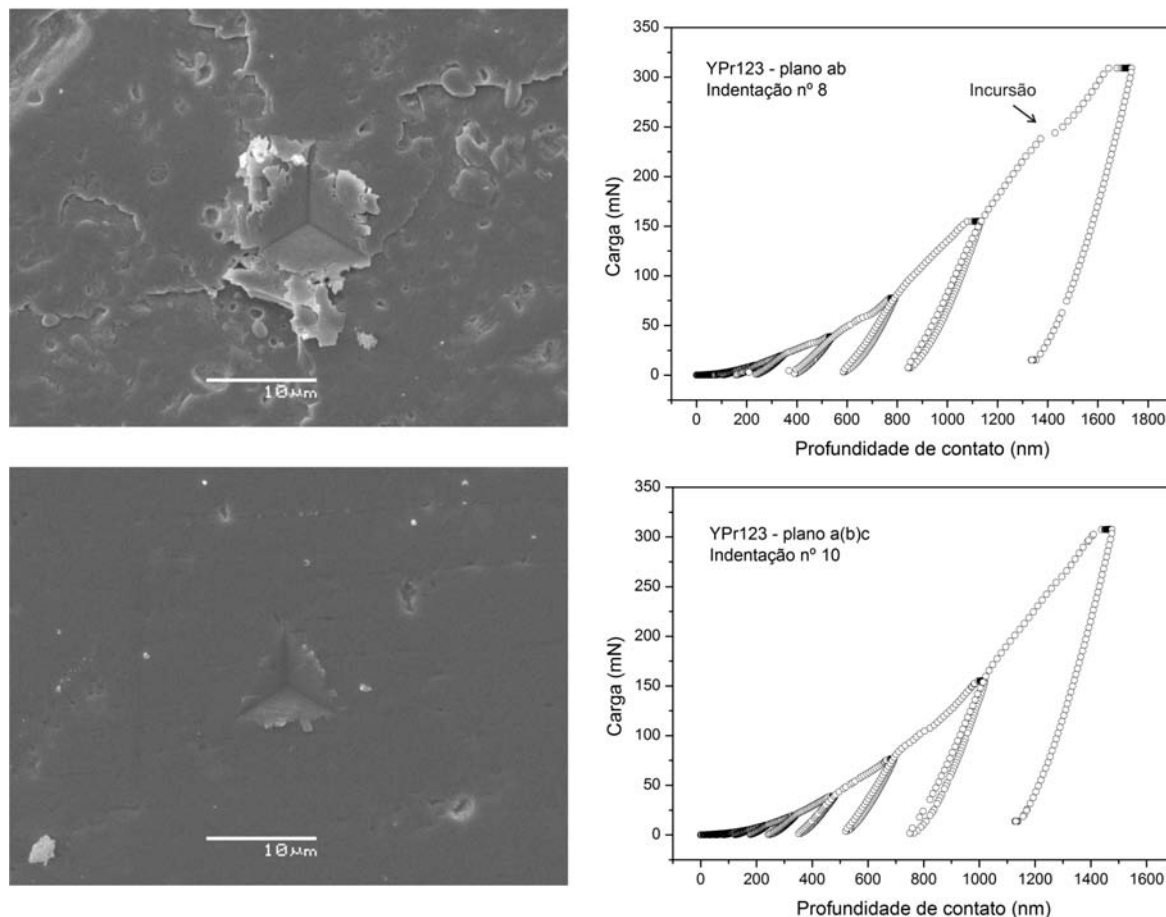 10μm
350
300
250
200
150
100
50
0
Carga (mN)
YPr123 - plano ab
Indentação nº 8
Incursão
0 200 400 600 800 1000 1200 1400 1600 1800
Profundidade de contato (nm)
10μm
350
300
250
200
150
100
50
0
Carga (mN)
YPr123 - plano a(b)c
Indentação nº 10
0 200 400 600 800 1000 1200 1400 1600
Profundidade de contato (nm)